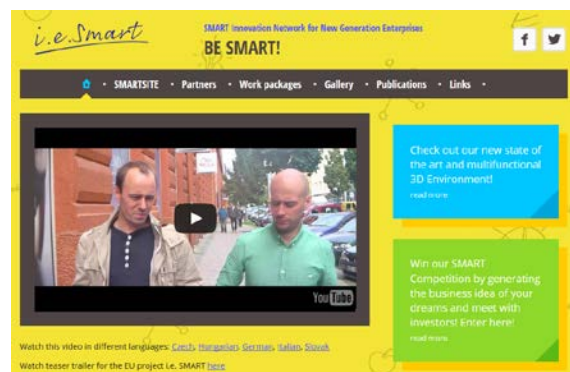 i.e.Smart
SMART Innovation Network for New Generation Enterprises
BE SMART!
SMARTSITE · Partners · Work packages · Gallery · Publications · Links ·
Check out our new state of
the art and multifunctional
3D Environment!
read more
YouTube
Win our SMART
Competition by generating
the business idea of your
dreams and meet with
investors! Enter here!
read more
Watch this video in different languages: Czech, Hungarian, German, Italian, Slovak
Watch teaser trailer for the EU project i.e. SMART here